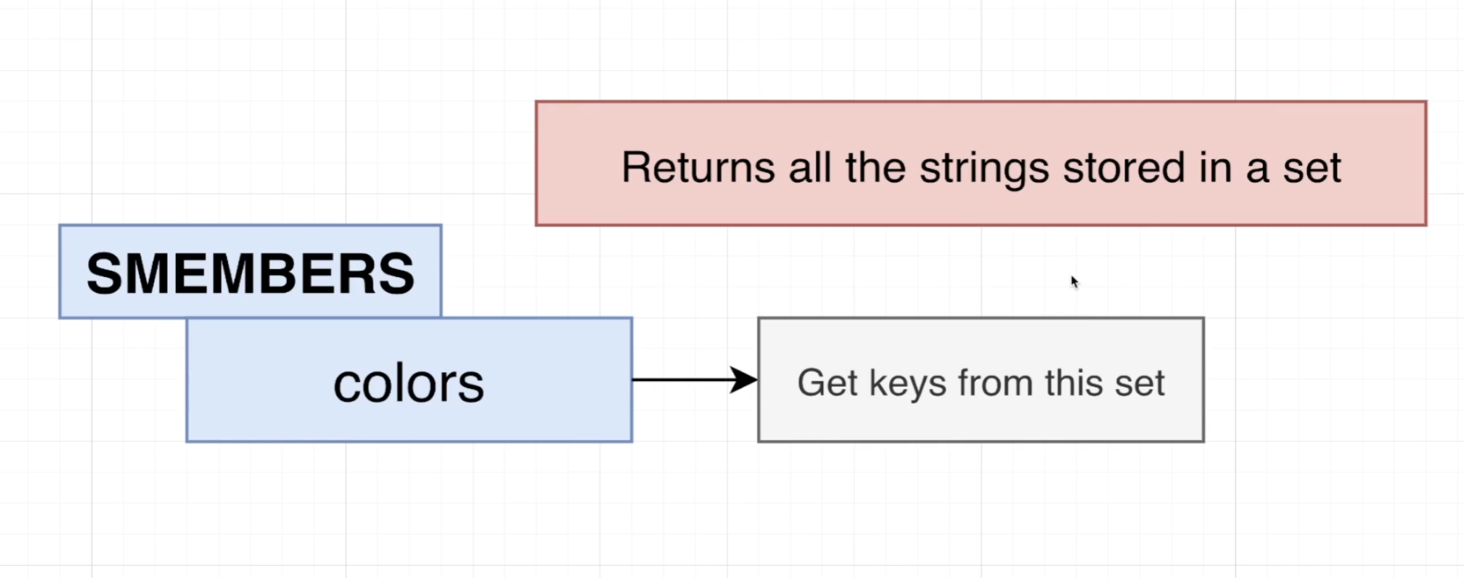 Returns all the strings stored in a set
SMEMBERS
colors
Get keys from this set